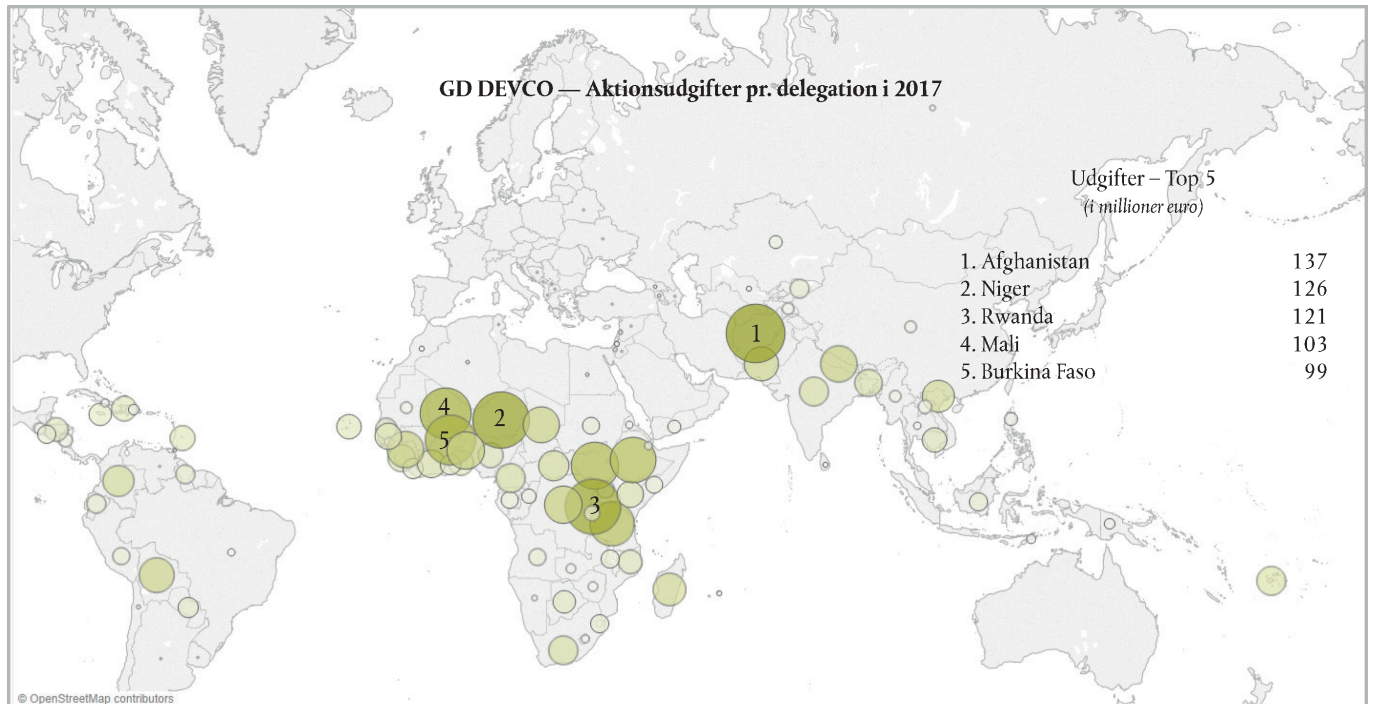 GD DEVCO — Aktionsudgifter pr. delegation i 2017
Udgifter – Top 5
(i millioner euro)
1. Afghanistan 137
2. Niger 126
3. Rwanda 121
4. Mali 103
5. Burkina Faso 99
1
4
2
5
3
© OpenStreetMap contributors